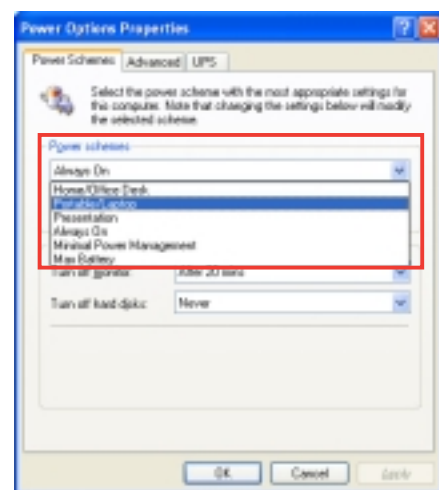 Power Options Properties
Power Schemes Advanced UPS
Select the power scheme with the most appropriate settings for
this computer. Note that changing the settings below will modify
the selected scheme.
Power schemes
Always On
Home/Office Desk
Portable/Laptop
Presentation
Always On
Minimal Power Management
Max Battery
Turn off monitor: After 20 mins
Turn off hard disks: Never
OK Cancel Apply